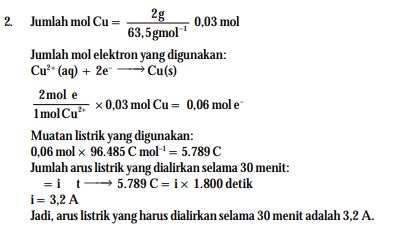 2. Jumlah mol Cu = 2g / 63,5gmol⁻¹ 0,03 mol
Jumlah mol elektron yang digunakan:
Cu²⁺ (aq) + 2e⁻ ⟶ Cu(s)
2mol e / 1molCu²⁺ × 0,03 mol Cu = 0,06 mol e⁻
Muatan listrik yang digunakan:
0,06 mol × 96.485 C mol⁻¹ = 5.789 C
Jumlah arus listrik yang dialirkan selama 30 menit:
= i t ⟶ 5.789 C = i × 1.800 detik
i = 3,2 A
Jadi, arus listrik yang harus dialirkan selama 30 menit adalah 3,2 A.